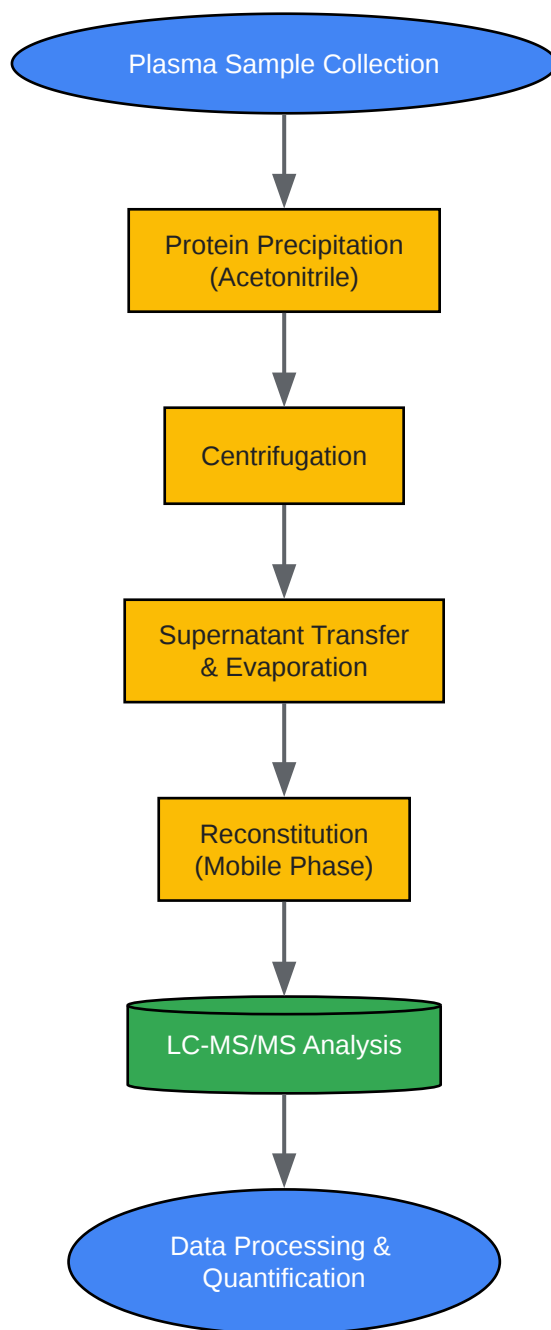 Plasma Sample Collection
Protein Precipitation
(Acetonitrile)
Centrifugation
Supernatant Transfer
& Evaporation
Reconstitution
(Mobile Phase)
LC-MS/MS Analysis
Data Processing &
Quantification